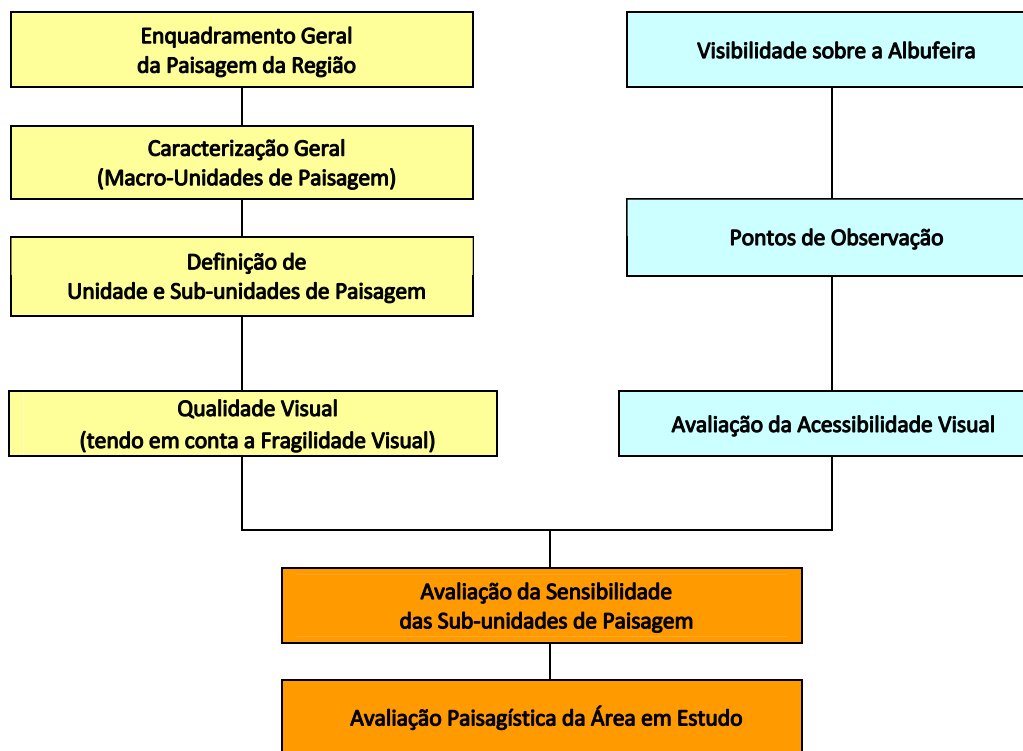 Enquadramento Geral
da Paisagem da Região
Caracterização Geral
(Macro-Unidades de Paisagem)
Definição de
Unidade e Sub-unidades de Paisagem
Qualidade Visual
(tendo em conta a Fragilidade Visual)
Visibilidade sobre a Albufeira
Pontos de Observação
Avaliação da Acessibilidade Visual
Avaliação da Sensibilidade
das Sub-unidades de Paisagem
Avaliação Paisagística da Área em Estudo